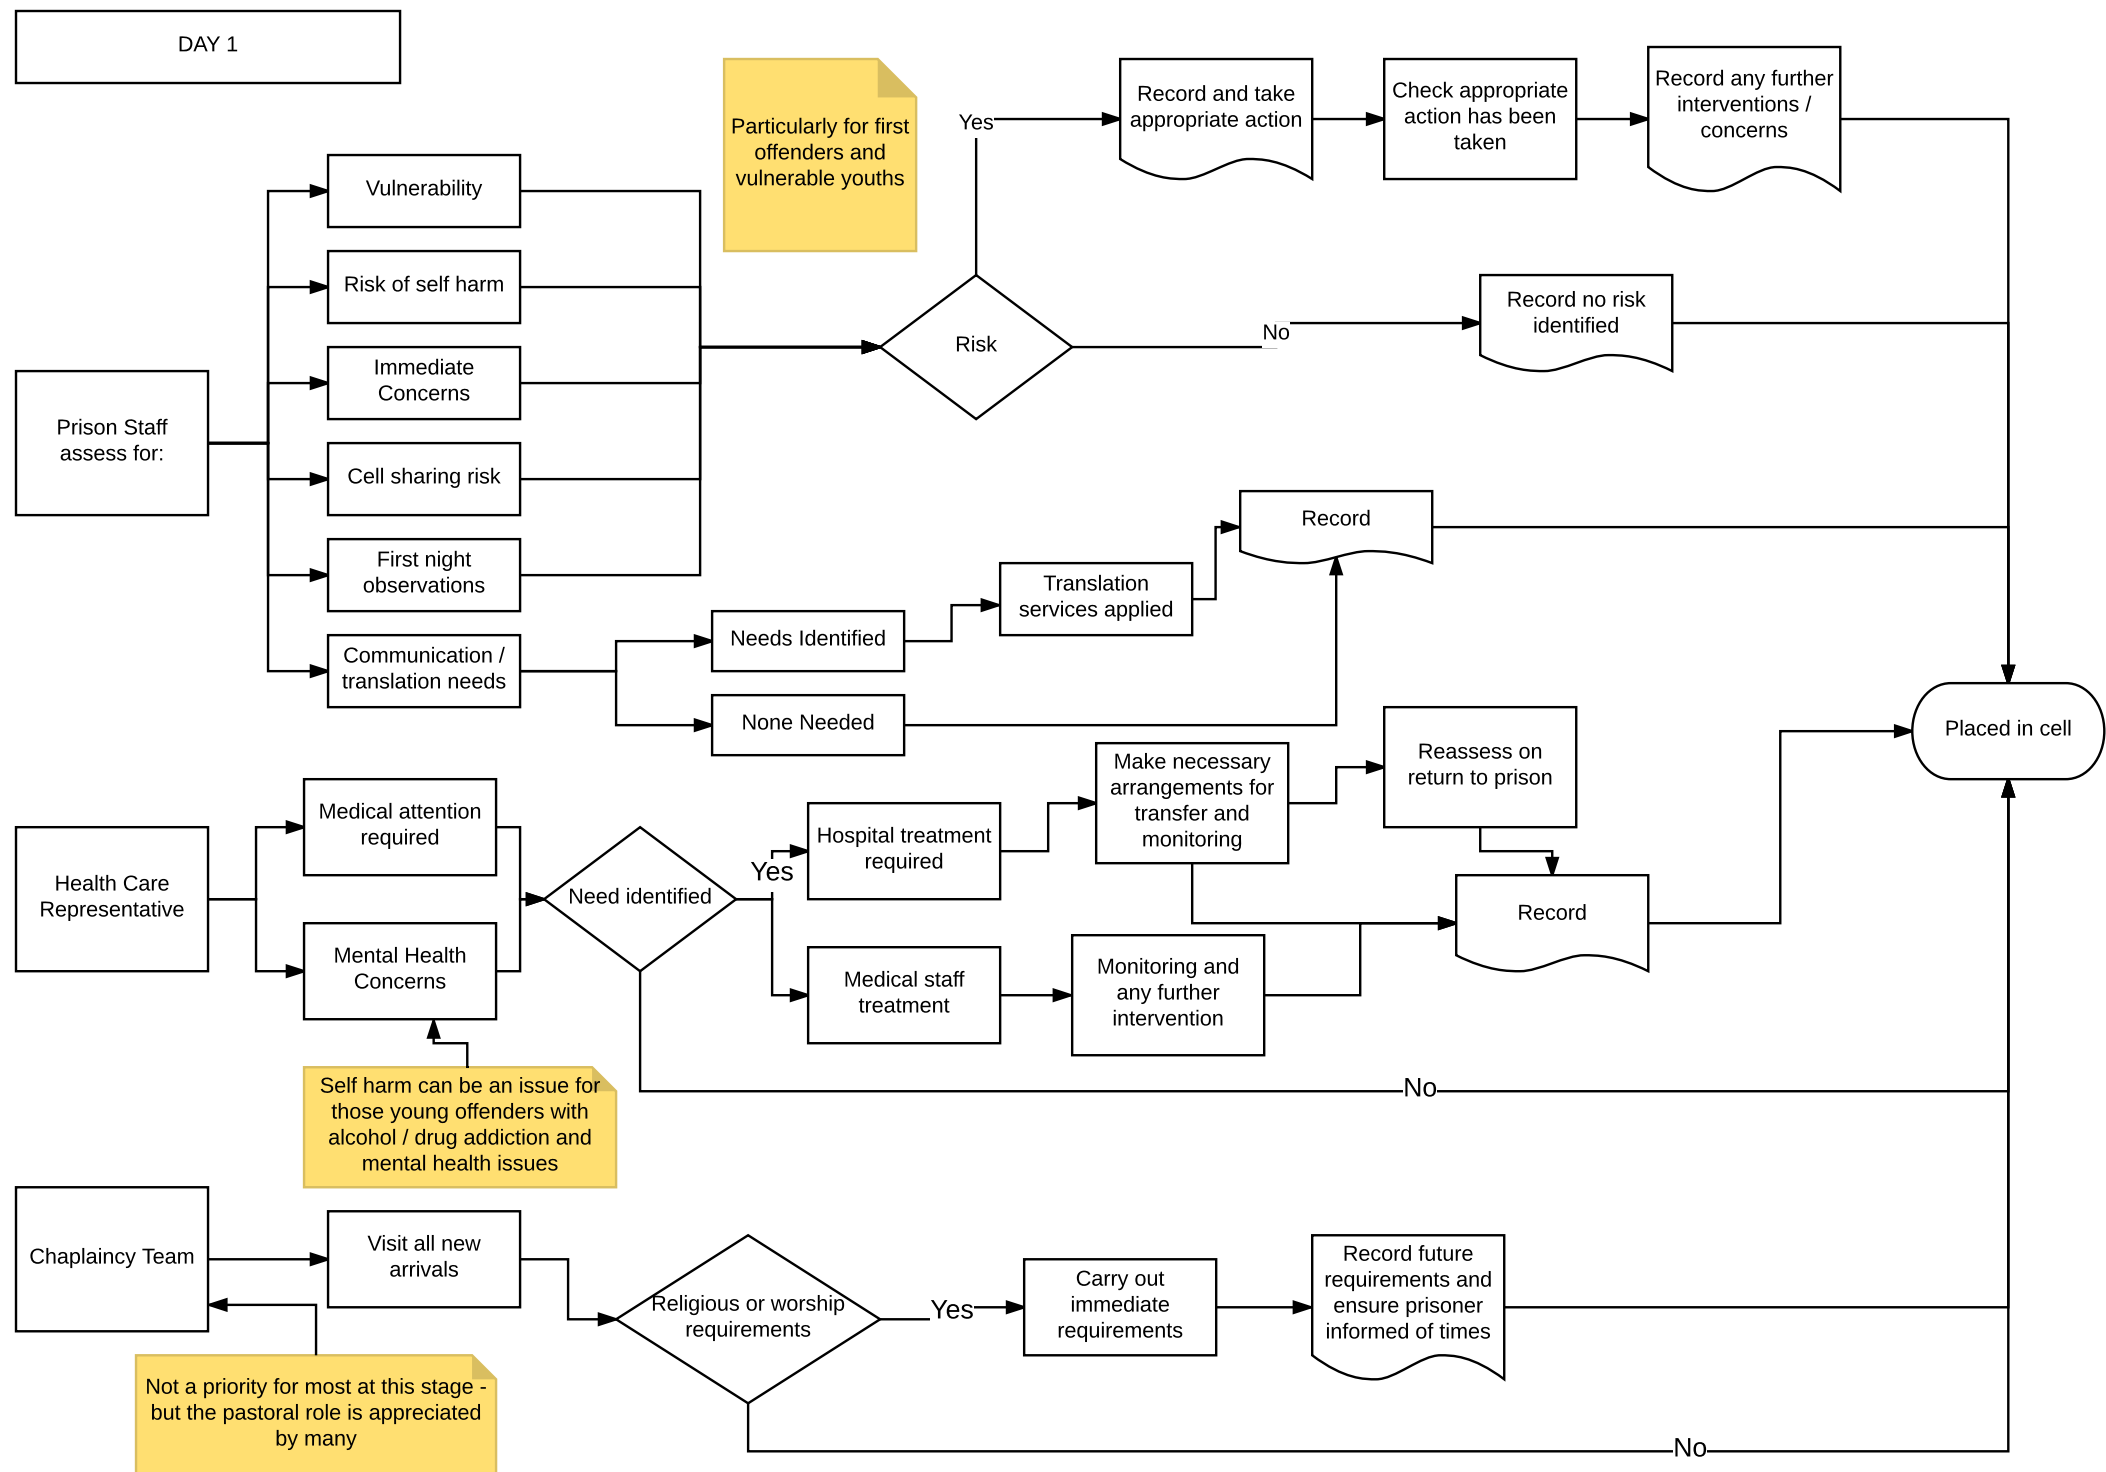 DAY 1
Particularly for first
offenders and
vulnerable youths
Yes
Record and take
appropriate action
Check appropriate
action has been
taken
Record any further
interventions /
concerns
Vulnerability
Risk of self harm
Immediate
Concerns
Cell sharing risk
First night
observations
Communication /
translation needs
Prison Staff
assess for:
Risk
No
Record no risk
identified
Record
Translation
services applied
Needs Identified
None Needed
Placed in cell
Health Care
Representative
Medical attention
required
Mental Health
Concerns
Need identified
Yes
Hospital treatment
required
Make necessary
arrangements for
transfer and
monitoring
Reassess on
return to prison
Record
Medical staff
treatment
Monitoring and
any further
intervention
No
Self harm can be an issue for
those young offenders with
alcohol / drug addiction and
mental health issues
Chaplaincy Team
Visit all new
arrivals
Religious or worship
requirements
Yes
Carry out
immediate
requirements
Record future
requirements and
ensure prisoner
informed of times
Not a priority for most at this stage -
but the pastoral role is appreciated
by many
No